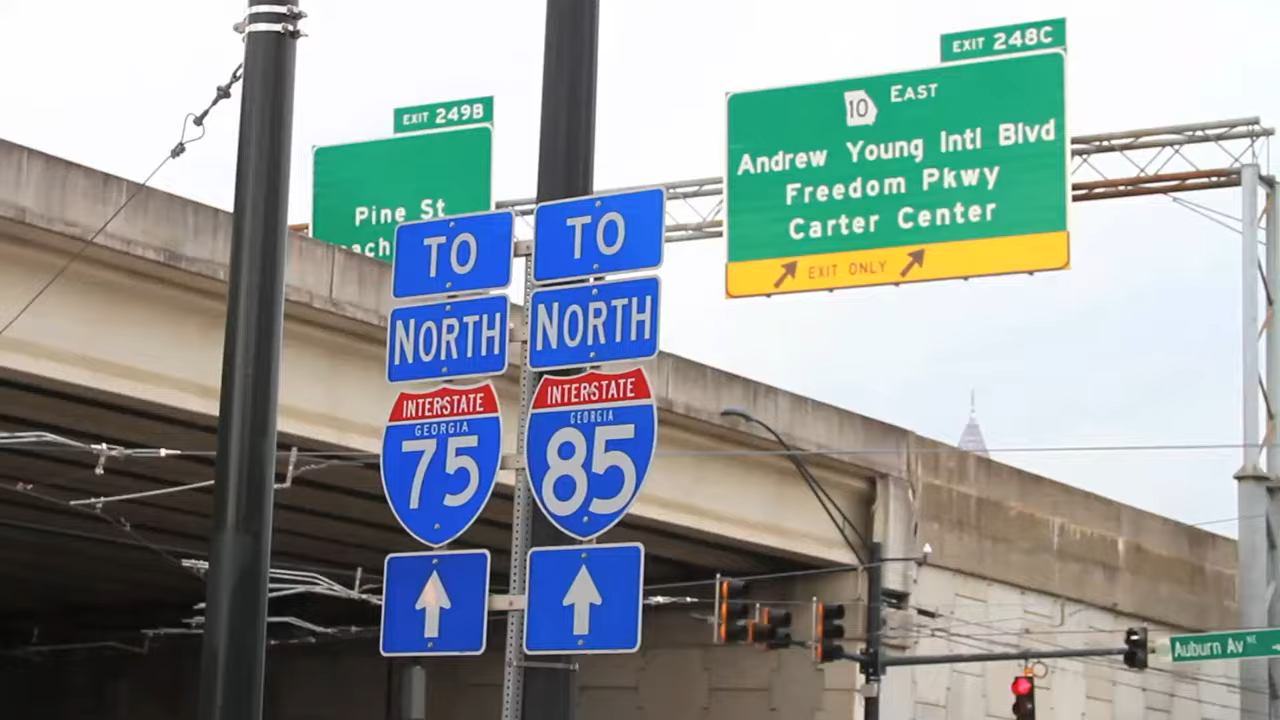 EXIT 249B
Pine St
EXIT 248C
10 EAST
Andrew Young Intl Blvd
Freedom Pkwy
Carter Center
EXIT ONLY
TO
NORTH
INTERSTATE
GEORGIA
75
TO
NORTH
INTERSTATE
GEORGIA
85
Auburn Av NE